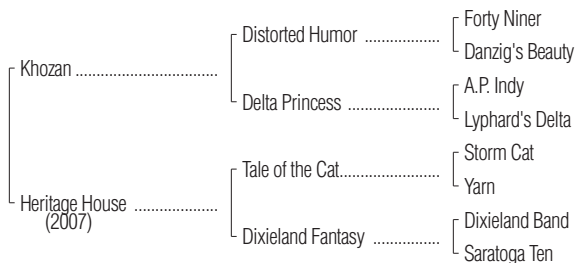 Forty Niner
Distorted Humor ..................
Danzig's Beauty
Khozan ..................................
A.P. Indy
Delta Princess ......................
Lyphard's Delta
Storm Cat
Tale of the Cat........................
Yarn
Heritage House ....................
(2007)
Dixieland Band
Dixieland Fantasy ................
Saratoga Ten